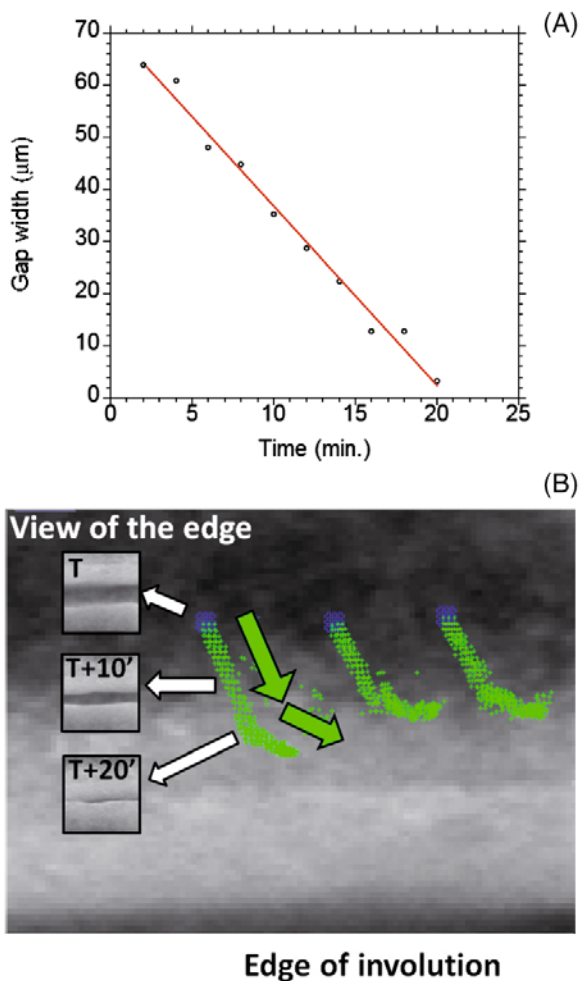 (A)
70
60
50
40
30
20
10
0
Gap width (μm)
0 5 10 15 20 25
Time (min.)
(B)
View of the edge
T
T+10'
T+20'
Edge of involution